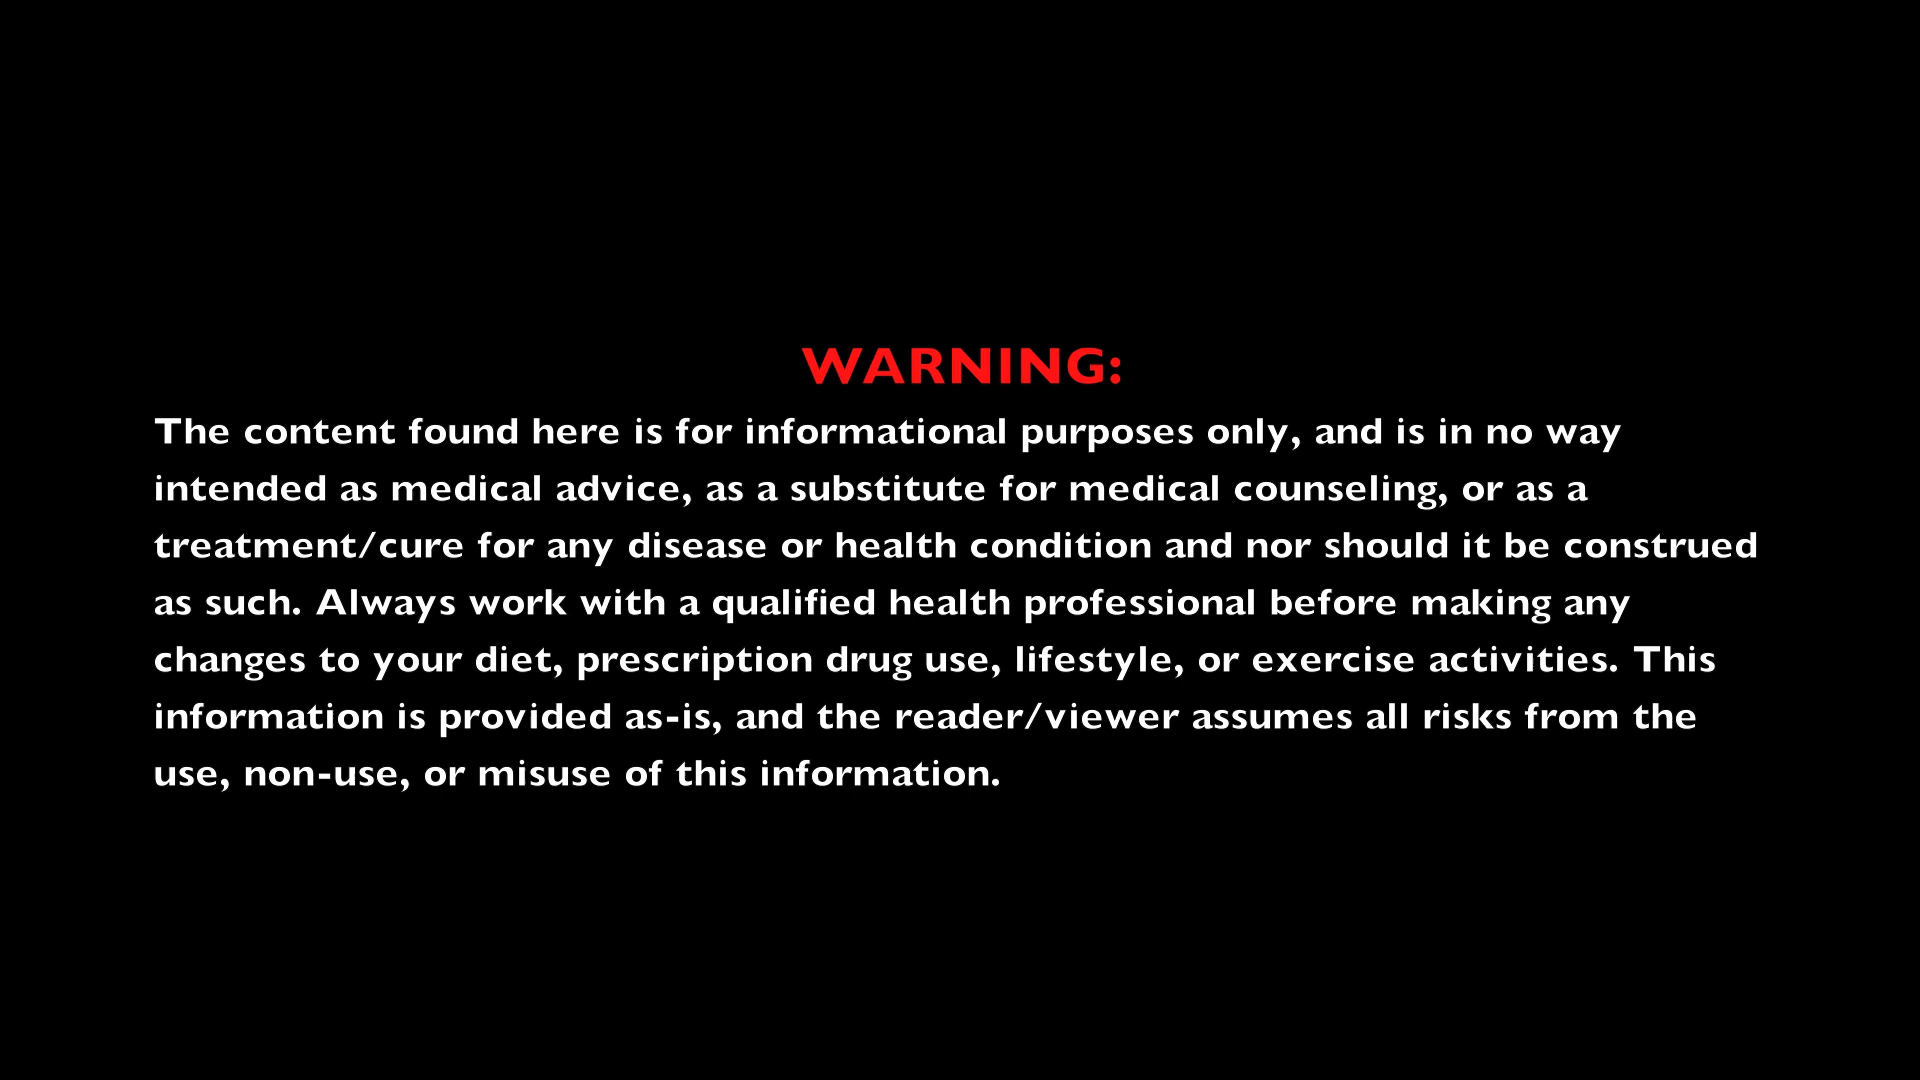 WARNING:
The content found here is for informational purposes only, and is in no way
intended as medical advice, as a substitute for medical counseling, or as a
treatment/cure for any disease or health condition and nor should it be construed
as such. Always work with a qualified health professional before making any
changes to your diet, prescription drug use, lifestyle, or exercise activities. This
information is provided as-is, and the reader/viewer assumes all risks from the
use, non-use, or misuse of this information.